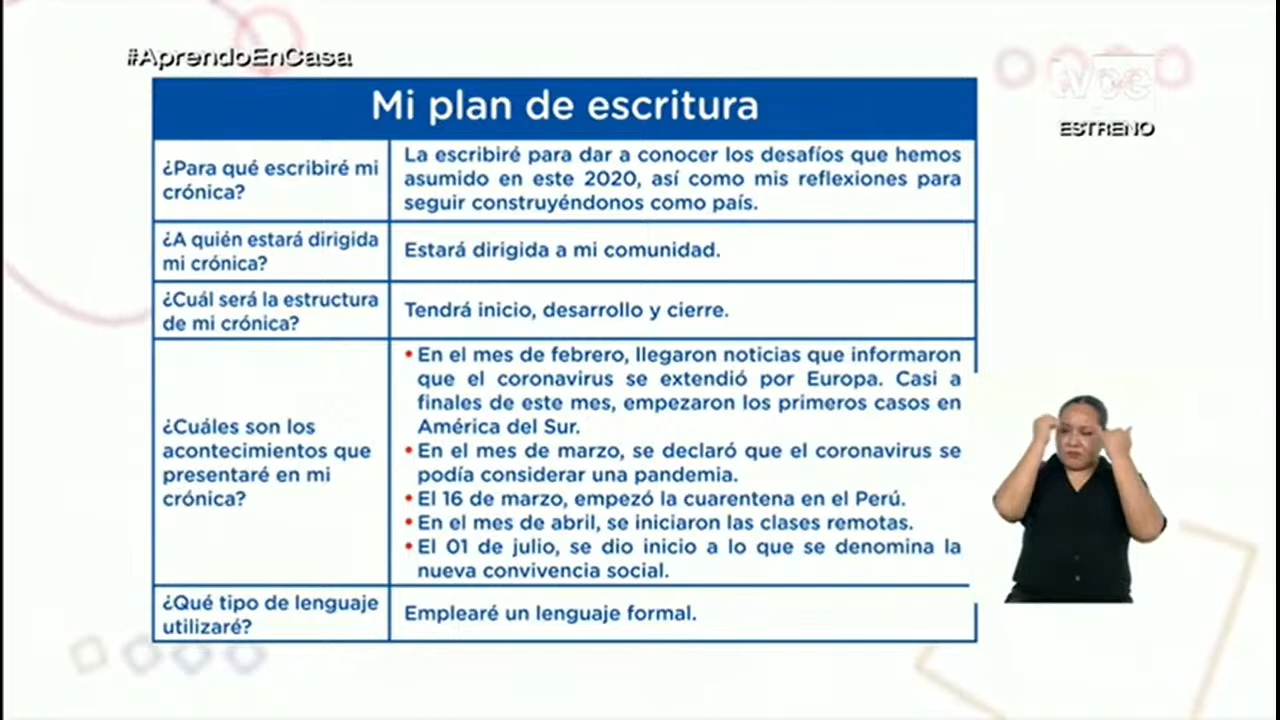 #AprendoEnCasa
ESTRENO
Mi plan de escritura
¿Para qué escribiré mi
crónica?
La escribiré para dar a conocer los desafíos que hemos
asumido en este 2020, así como mis reflexiones para
seguir construyéndonos como país.
¿A quién estará dirigida
mi crónica?
Estará dirigida a mi comunidad.
¿Cuál será la estructura
de mi crónica?
Tendrá inicio, desarrollo y cierre.
¿Cuáles son los
acontecimientos que
presentaré en mi
crónica?
• En el mes de febrero, llegaron noticias que informaron
que el coronavirus se extendió por Europa. Casi a
finales de este mes, empezaron los primeros casos en
América del Sur.
• En el mes de marzo, se declaró que el coronavirus se
podía considerar una pandemia.
• El 16 de marzo, empezó la cuarentena en el Perú.
• En el mes de abril, se iniciaron las clases remotas.
• El 01 de julio, se dio inicio a lo que se denomina la
nueva convivencia social.
¿Qué tipo de lenguaje
utilizaré?
Emplearé un lenguaje formal.